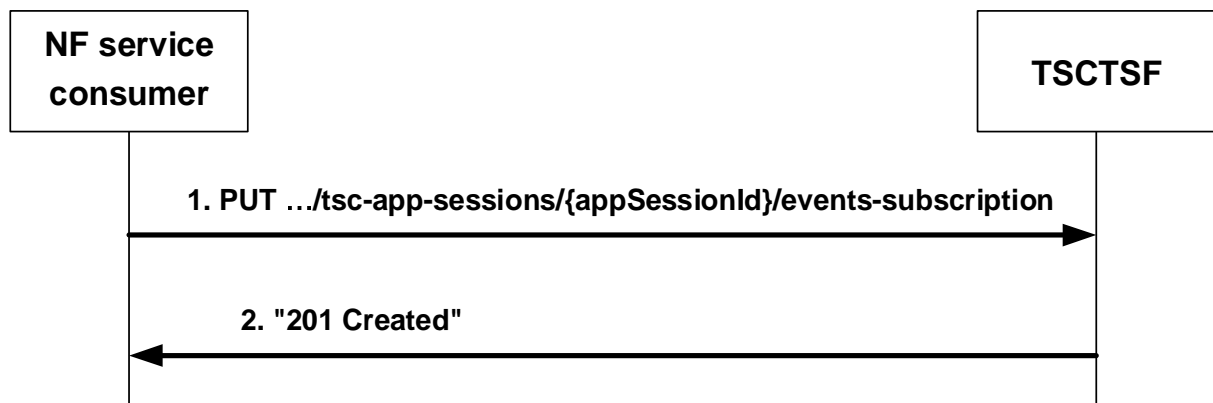 NF service
consumer
TSCTSF
1. PUT …/tsc-app-sessions/{appSessionId}/events-subscription
2. "201 Created"